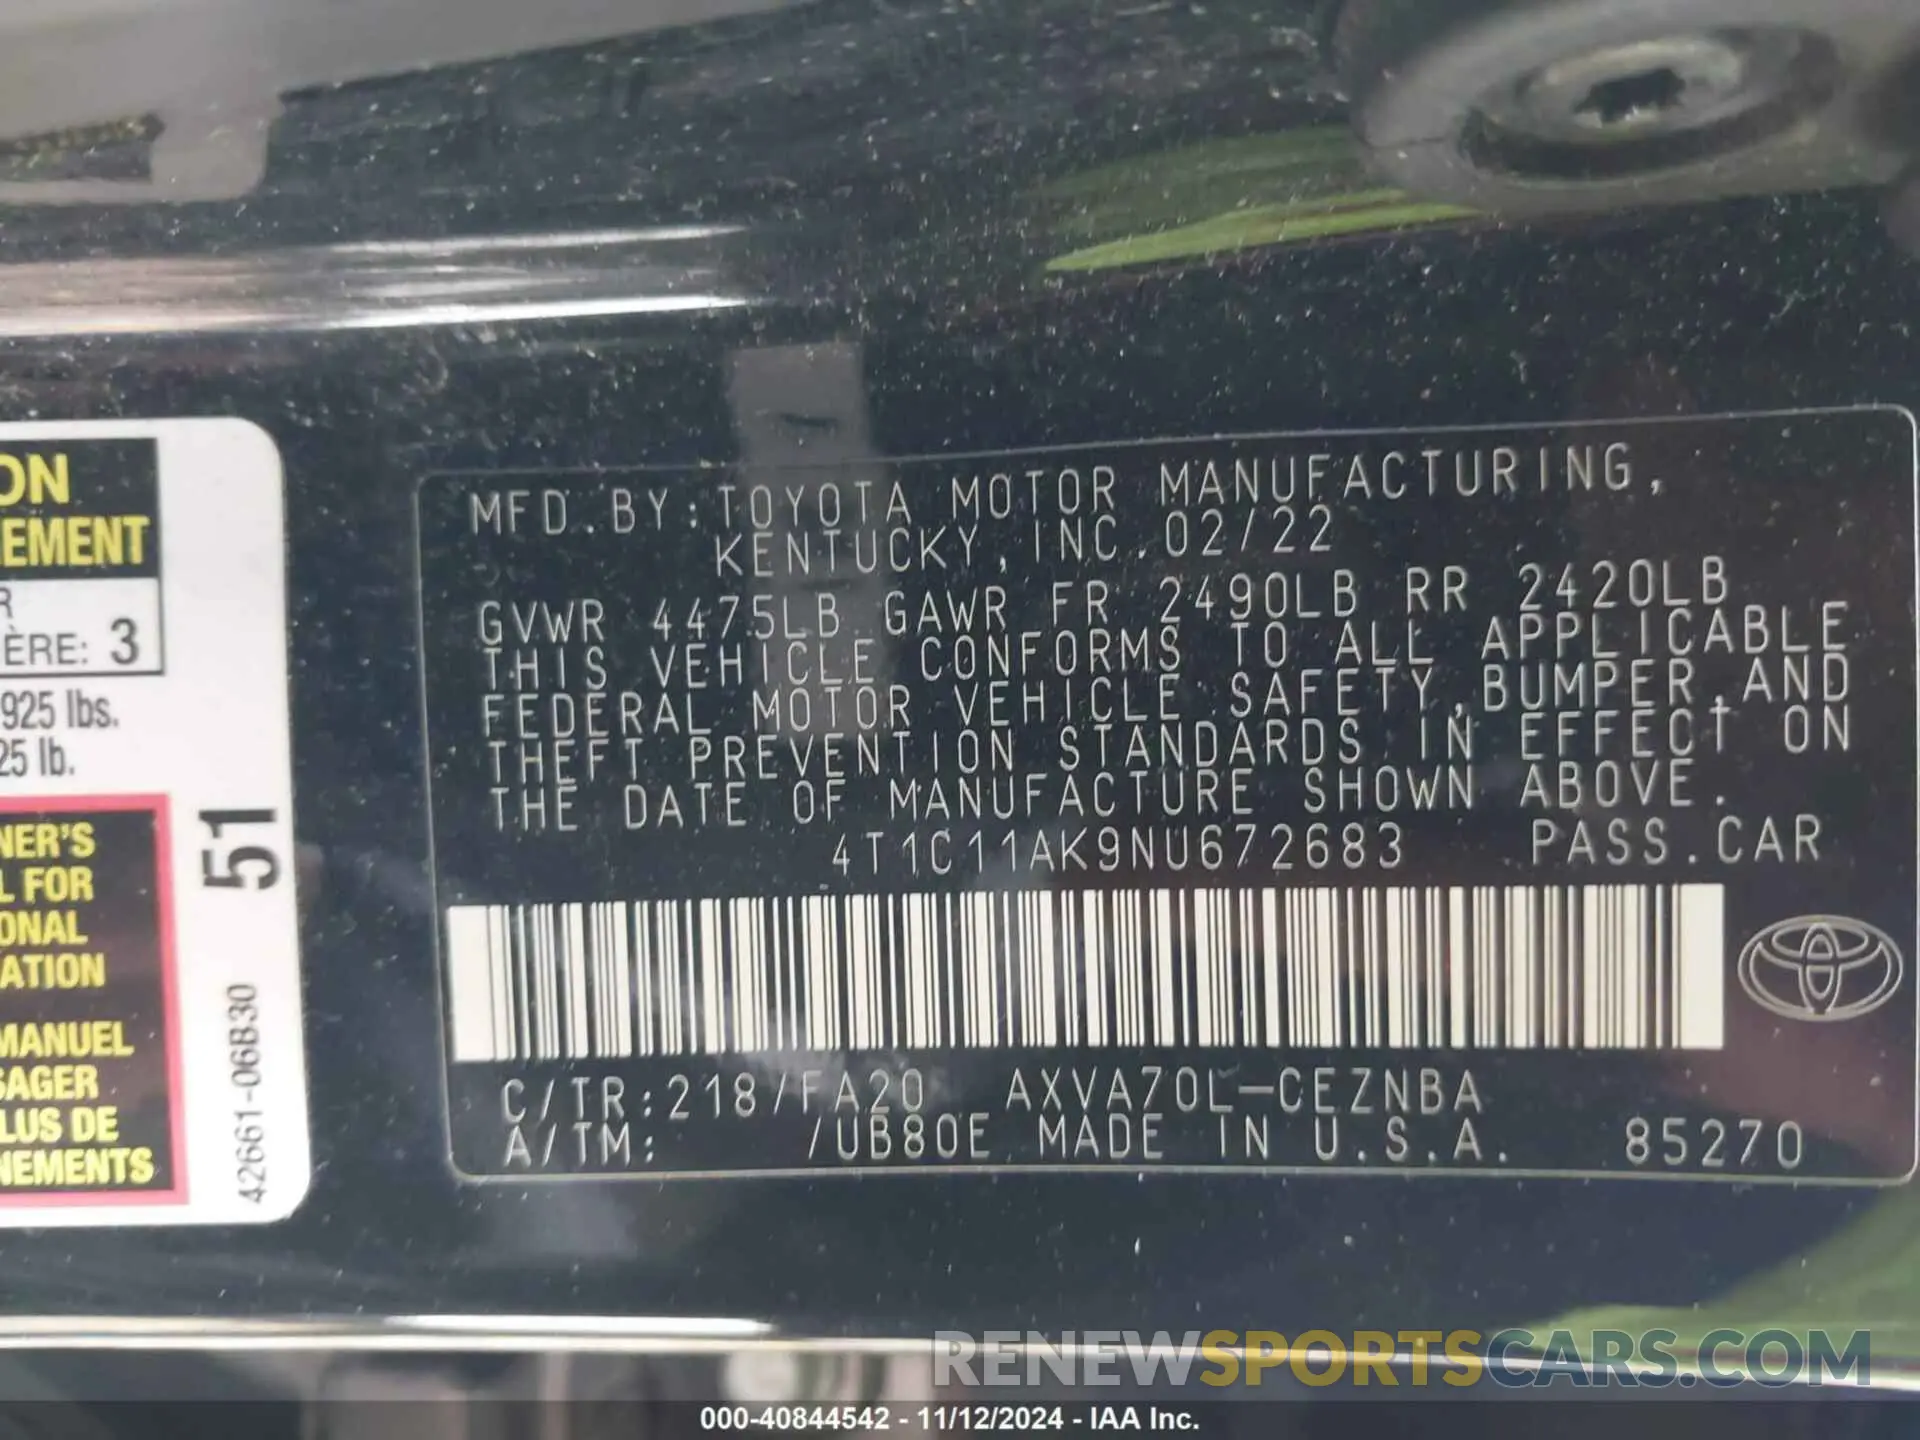 ON
EMENT
R
ÈRE: 3
925 lbs.
25 lb.
NER'S
L FOR
ONAL
ATION
MANUEL
SAGER
LUS DE
NEMENTS
51
42661-06B30
MFD.BY:TOYOTA MOTOR MANUFACTURING,
KENTUCKY,INC.02/22
GVWR 4475LB GAWR FR 2490LB RR 2420LB
THIS VEHICLE CONFORMS TO ALL APPLICABLE
FEDERAL MOTOR VEHICLE SAFETY,BUMPER,AND
THEFT PREVENTION STANDARDS IN EFFECT ON
THE DATE OF MANUFACTURE SHOWN ABOVE.
4T1C11AK9NU672683 PASS.CAR
C/TR:218/FA20 AXVA70L-CEZNBA
A/TM: /UB80E MADE IN U.S.A. 85270
RENEWSPORTSCARS.COM
000-40844542 - 11/12/2024 - IAA Inc.